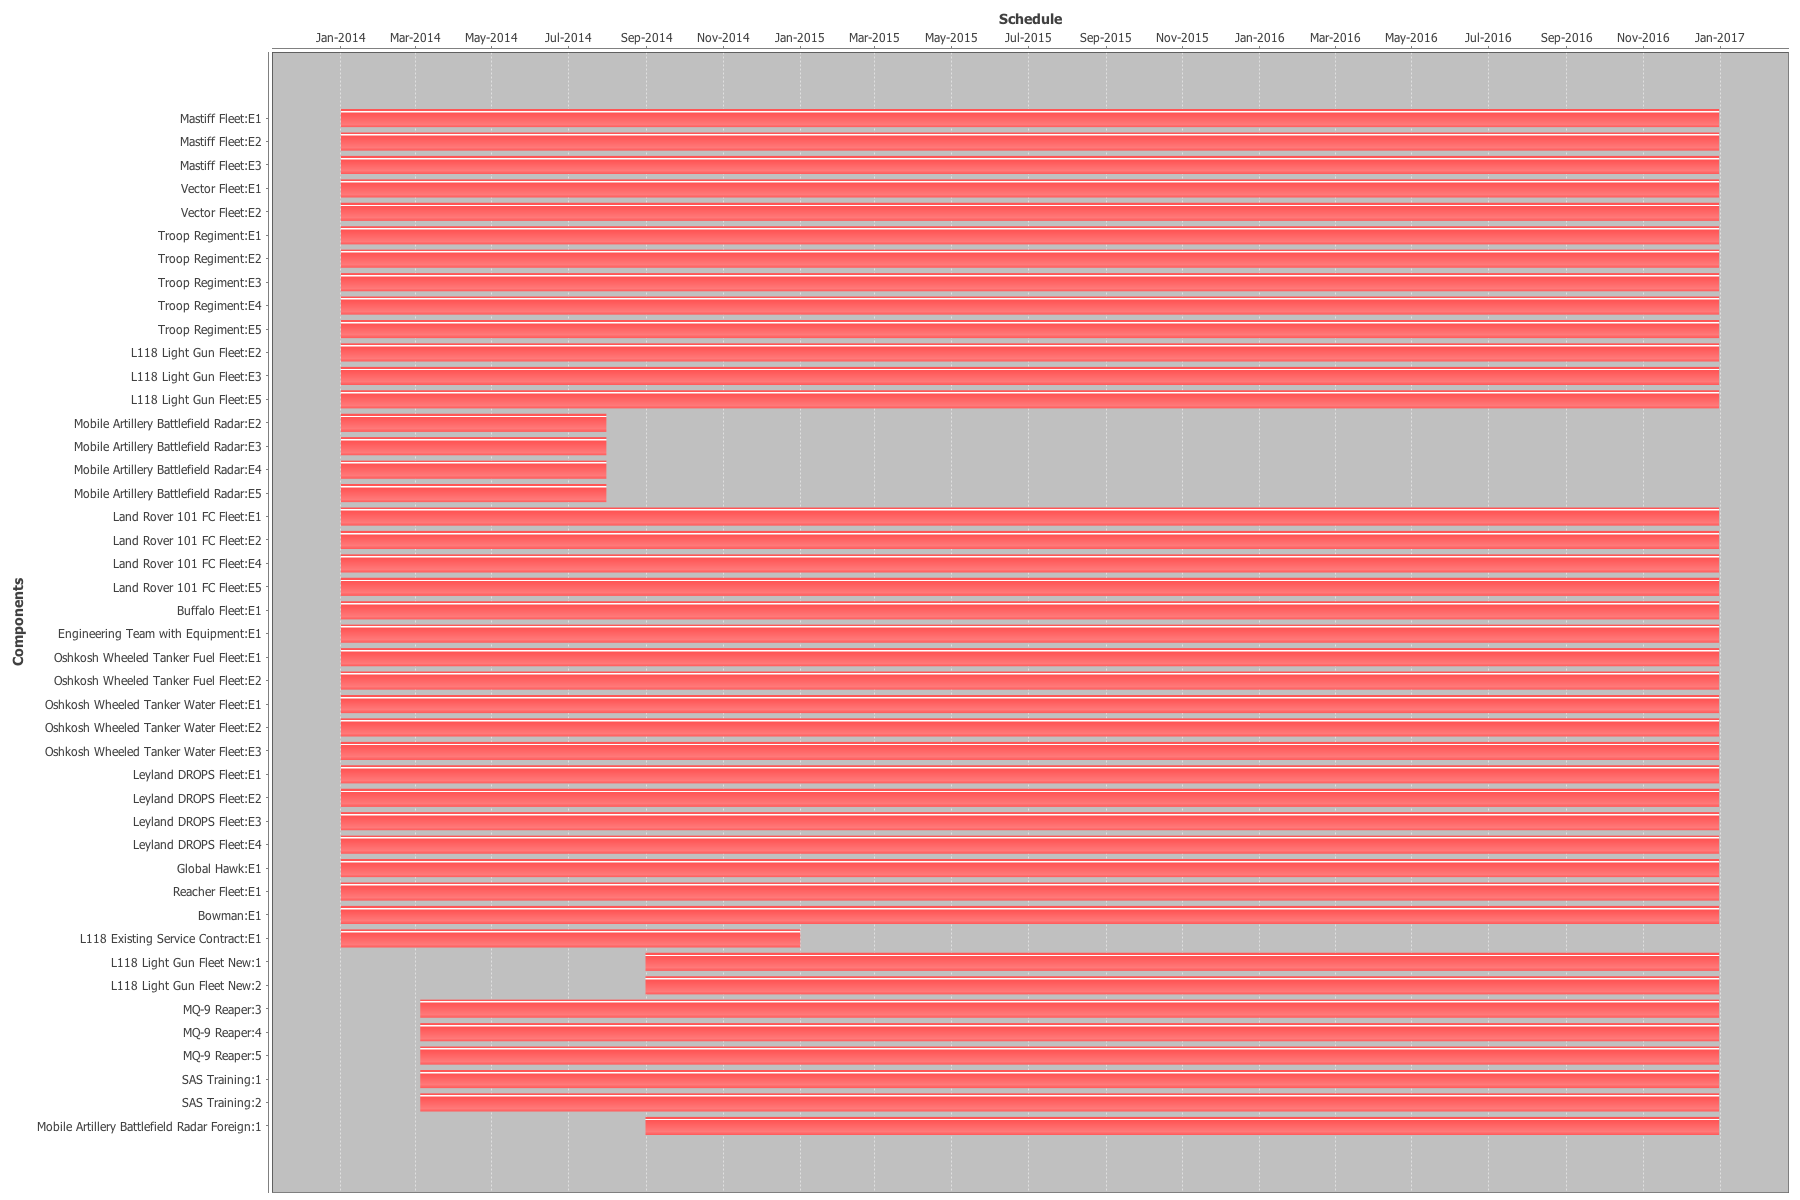 Schedule
Jan-2014 Mar-2014 May-2014 Jul-2014 Sep-2014 Nov-2014 Jan-2015 Mar-2015 May-2015 Jul-2015 Sep-2015 Nov-2015 Jan-2016 Mar-2016 May-2016 Jul-2016 Sep-2016 Nov-2016 Jan-2017
Components
Mastiff Fleet:E1
Mastiff Fleet:E2
Mastiff Fleet:E3
Vector Fleet:E1
Vector Fleet:E2
Troop Regiment:E1
Troop Regiment:E2
Troop Regiment:E3
Troop Regiment:E4
Troop Regiment:E5
L118 Light Gun Fleet:E2
L118 Light Gun Fleet:E3
L118 Light Gun Fleet:E5
Mobile Artillery Battlefield Radar:E2
Mobile Artillery Battlefield Radar:E3
Mobile Artillery Battlefield Radar:E4
Mobile Artillery Battlefield Radar:E5
Land Rover 101 FC Fleet:E1
Land Rover 101 FC Fleet:E2
Land Rover 101 FC Fleet:E4
Land Rover 101 FC Fleet:E5
Buffalo Fleet:E1
Engineering Team with Equipment:E1
Oshkosh Wheeled Tanker Fuel Fleet:E1
Oshkosh Wheeled Tanker Fuel Fleet:E2
Oshkosh Wheeled Tanker Water Fleet:E1
Oshkosh Wheeled Tanker Water Fleet:E2
Oshkosh Wheeled Tanker Water Fleet:E3
Leyland DROPS Fleet:E1
Leyland DROPS Fleet:E2
Leyland DROPS Fleet:E3
Leyland DROPS Fleet:E4
Global Hawk:E1
Reacher Fleet:E1
Bowman:E1
L118 Existing Service Contract:E1
L118 Light Gun Fleet New:1
L118 Light Gun Fleet New:2
MQ-9 Reaper:3
MQ-9 Reaper:4
MQ-9 Reaper:5
SAS Training:1
SAS Training:2
Mobile Artillery Battlefield Radar Foreign:1